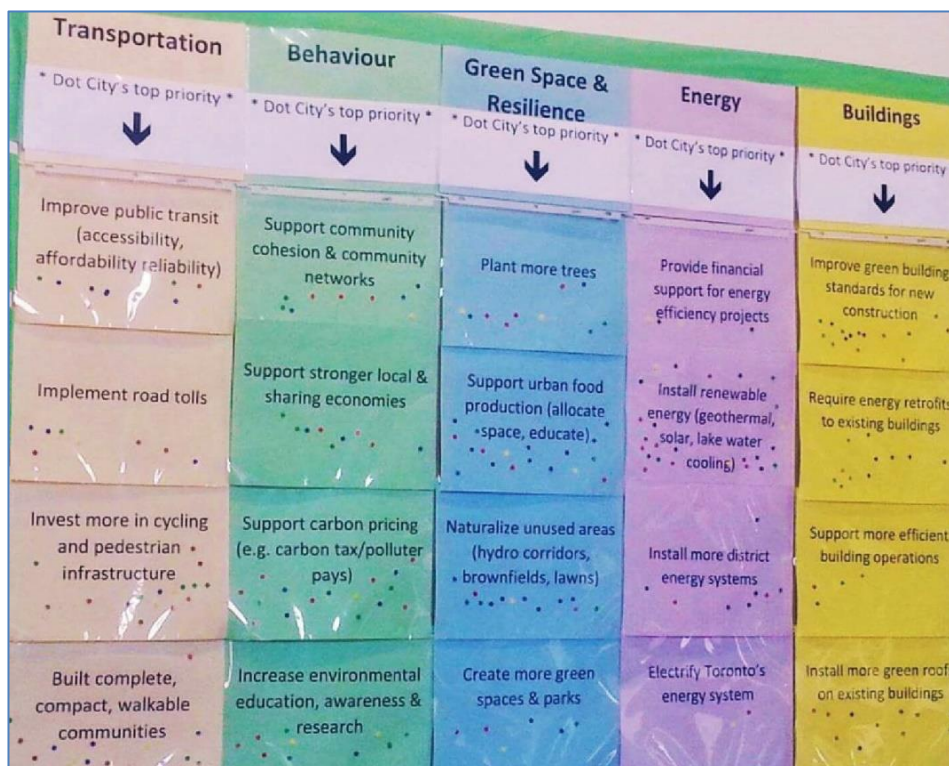 Transportation
* Dot City's top priority *
Improve public transit
(accessibility,
affordability reliability)
Implement road tolls
Invest more in cycling
and pedestrian
infrastructure
Built complete,
compact, walkable
communities
Behaviour
* Dot City's top priority *
Support community
cohesion & community
networks
Support stronger local &
sharing economies
Support carbon pricing
(e.g. carbon tax/polluter
pays)
Increase environmental
education, awareness &
research
Green Space &
Resilience
* Dot City's top priority *
Plant more trees
Support urban food
production (allocate
space, educate)
Naturalize unused areas
(hydro corridors,
brownfields, lawns)
Create more green
spaces & parks
Energy
* Dot City's top priority *
Provide financial
support for energy
efficiency projects
Install renewable
energy (geothermal,
solar, lake water
cooling)
Install more district
energy systems
Electrify Toronto's
energy system
Buildings
* Dot City's top priority
Improve green building
standards for new
construction
Require energy retrofits
to existing buildings
Support more efficient
building operations
Install more green roof
on existing buildings